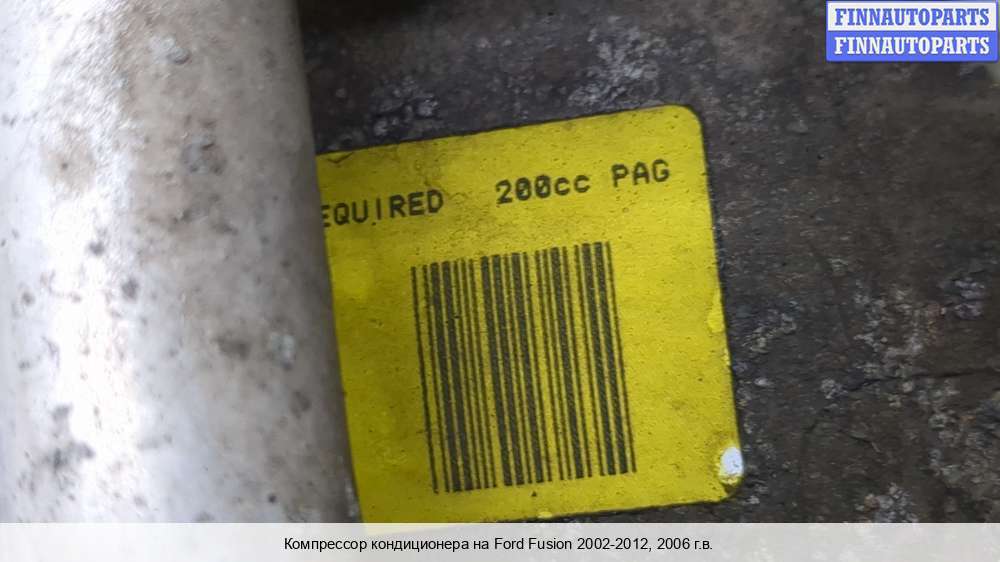 FINNAUTOPARTS
FINNAUTOPARTS
EQUIRED 200cc PAG
Компрессор кондиционера на Ford Fusion 2002-2012, 2006 г.в.